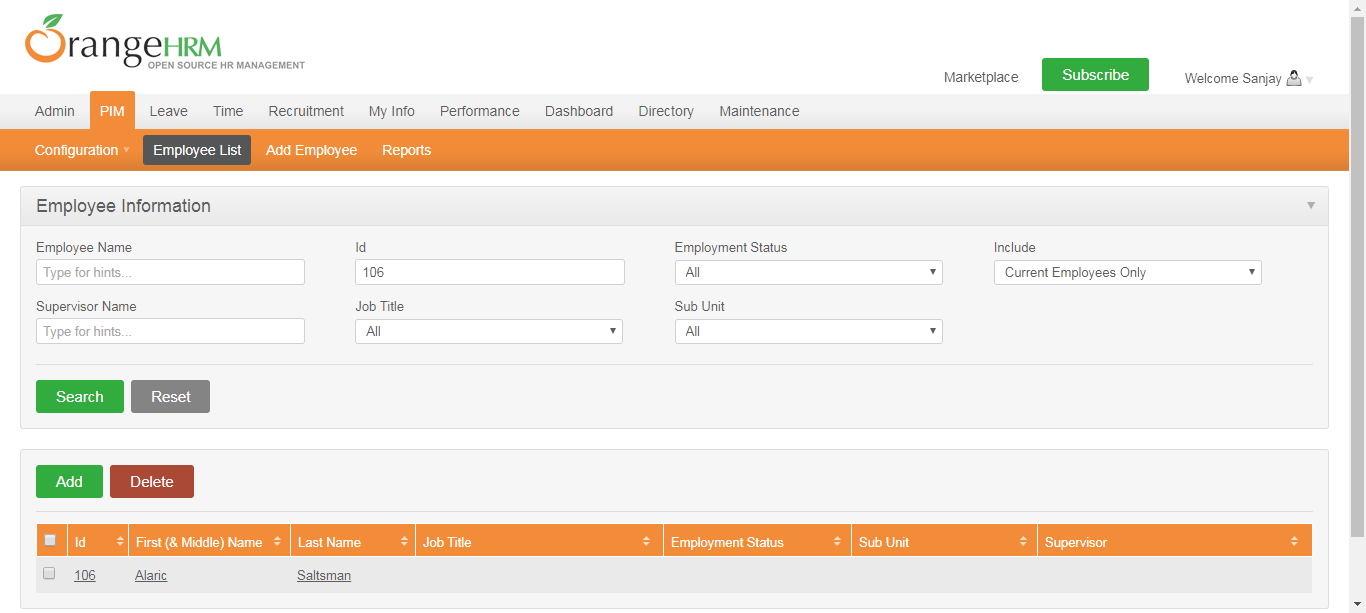 OrangeHRM
OPEN SOURCE HR MANAGEMENT
Marketplace Subscribe Welcome Sanjay
Admin PIM Leave Time Recruitment My Info Performance Dashboard Directory Maintenance
Configuration Employee List Add Employee Reports
Employee Information
Employee Name Id Employment Status Include
Type for hints... 106 All Current Employees Only
Supervisor Name Job Title Sub Unit
Type for hints... All All
Search Reset
Add Delete
Id First (& Middle) Name Last Name Job Title Employment Status Sub Unit Supervisor
106 Alaric Saltsman